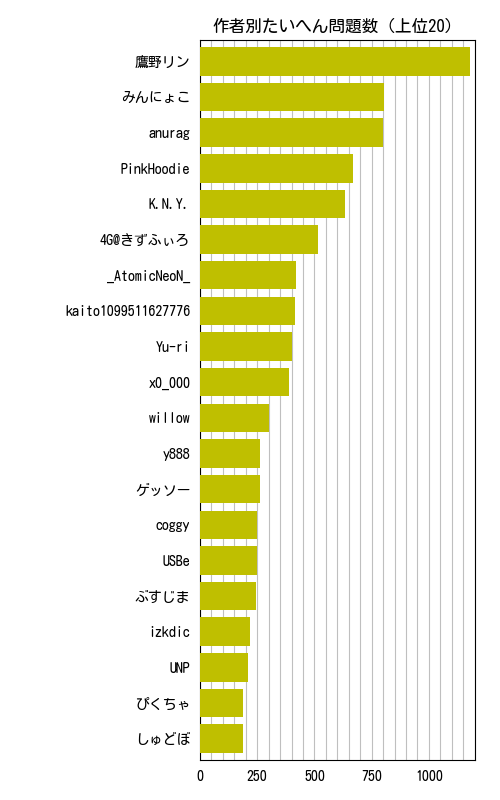 作者別たいへん問題数 (上位20)
鷹野リン
みんにょこ
anurag
PinkHoodie
K.N.Y.
4G@きずふぃろ
_AtomicNeoN_
kaito1099511627776
Yu-ri
x0_000
willow
y888
ゲッソー
coggy
USBe
ぶすじま
izkdic
UNP
ぴくちゃ
しゅどぼ
0 250 500 750 1000